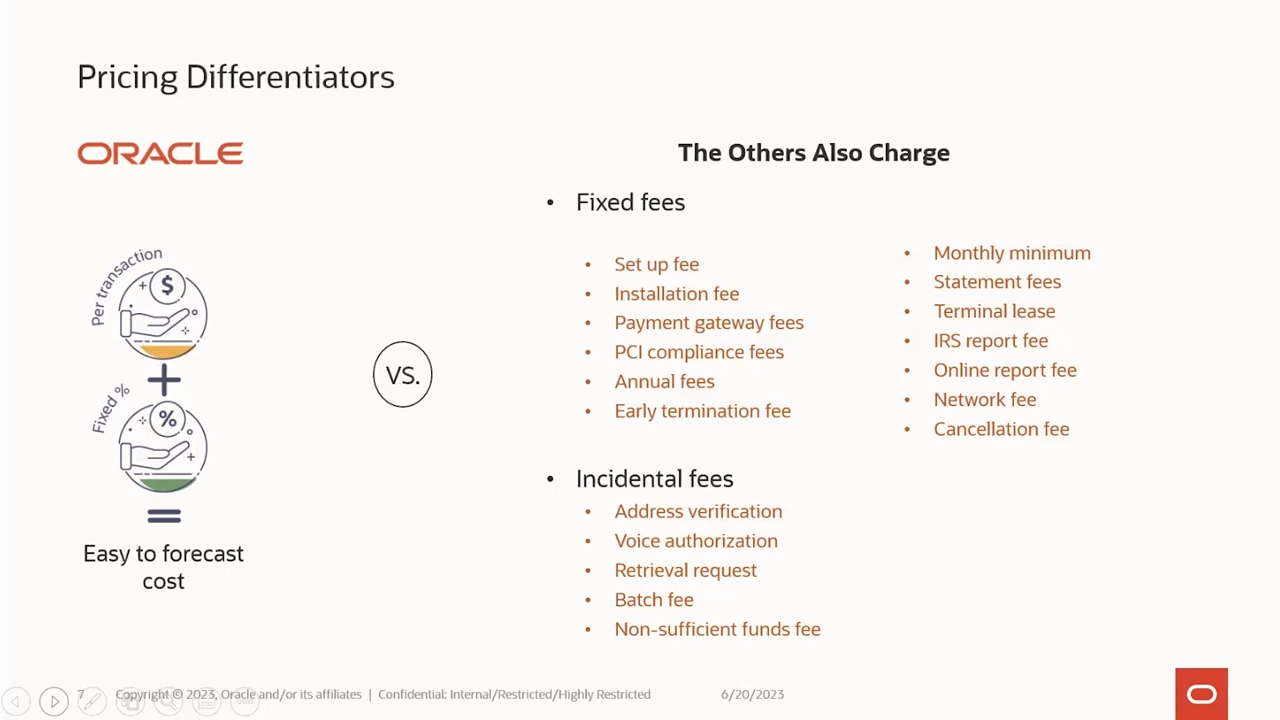 Pricing Differentiators
ORACLE
Per transaction
$
+
Fixed %
%
=
Easy to forecast
cost
VS.
The Others Also Charge
• Fixed fees
• Set up fee
• Installation fee
• Payment gateway fees
• PCI compliance fees
• Annual fees
• Early termination fee
• Monthly minimum
• Statement fees
• Terminal lease
• IRS report fee
• Online report fee
• Network fee
• Cancellation fee
• Incidental fees
• Address verification
• Voice authorization
• Retrieval request
• Batch fee
• Non-sufficient funds fee
7 Copyright © 2023, Oracle and/or its affiliates | Confidential: Internal/Restricted/Highly Restricted 6/20/2023